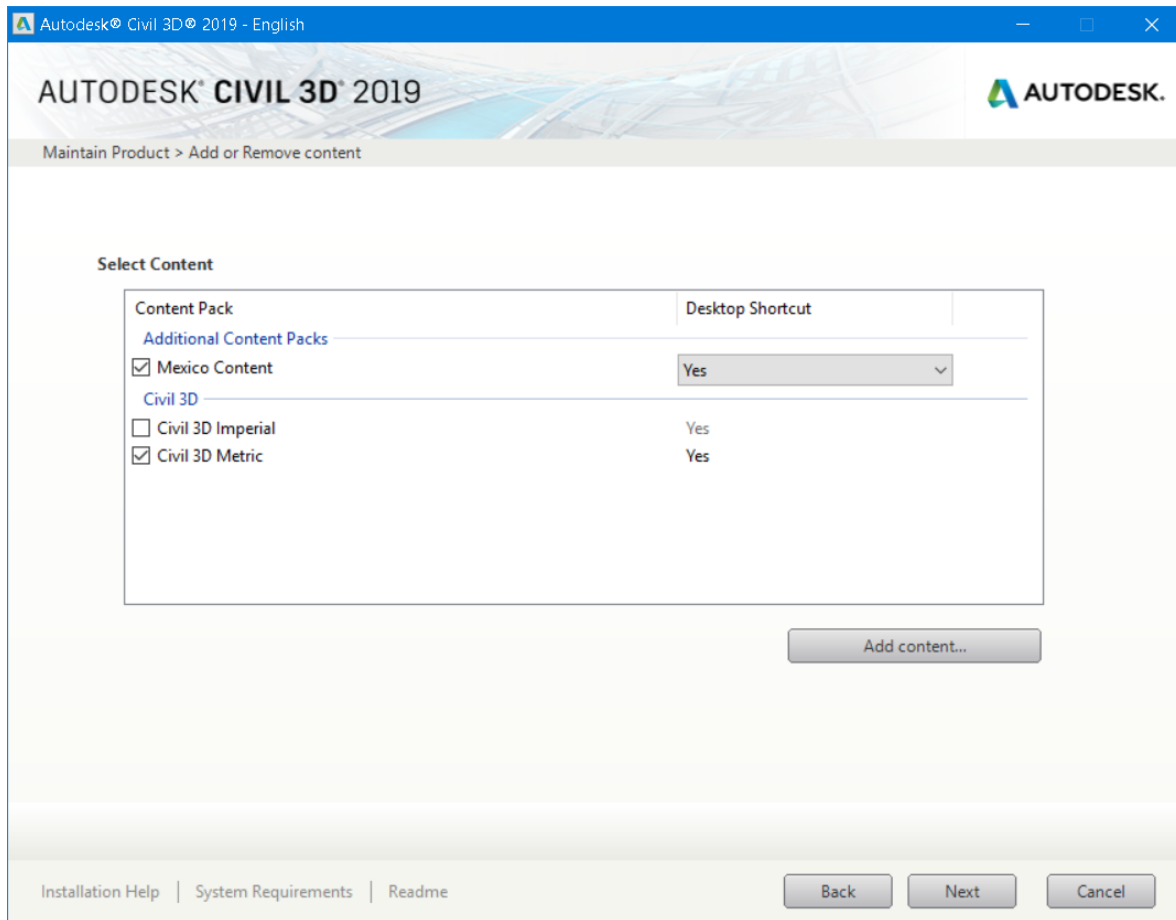 Autodesk® Civil 3D® 2019 - English
AUTODESK® CIVIL 3D® 2019
AUTODESK.
Maintain Product > Add or Remove content
Select Content
Content Pack Desktop Shortcut
Additional Content Packs
Mexico Content Yes
Civil 3D
Civil 3D Imperial Yes
Civil 3D Metric Yes
Add content...
Installation Help | System Requirements | Readme Back Next Cancel